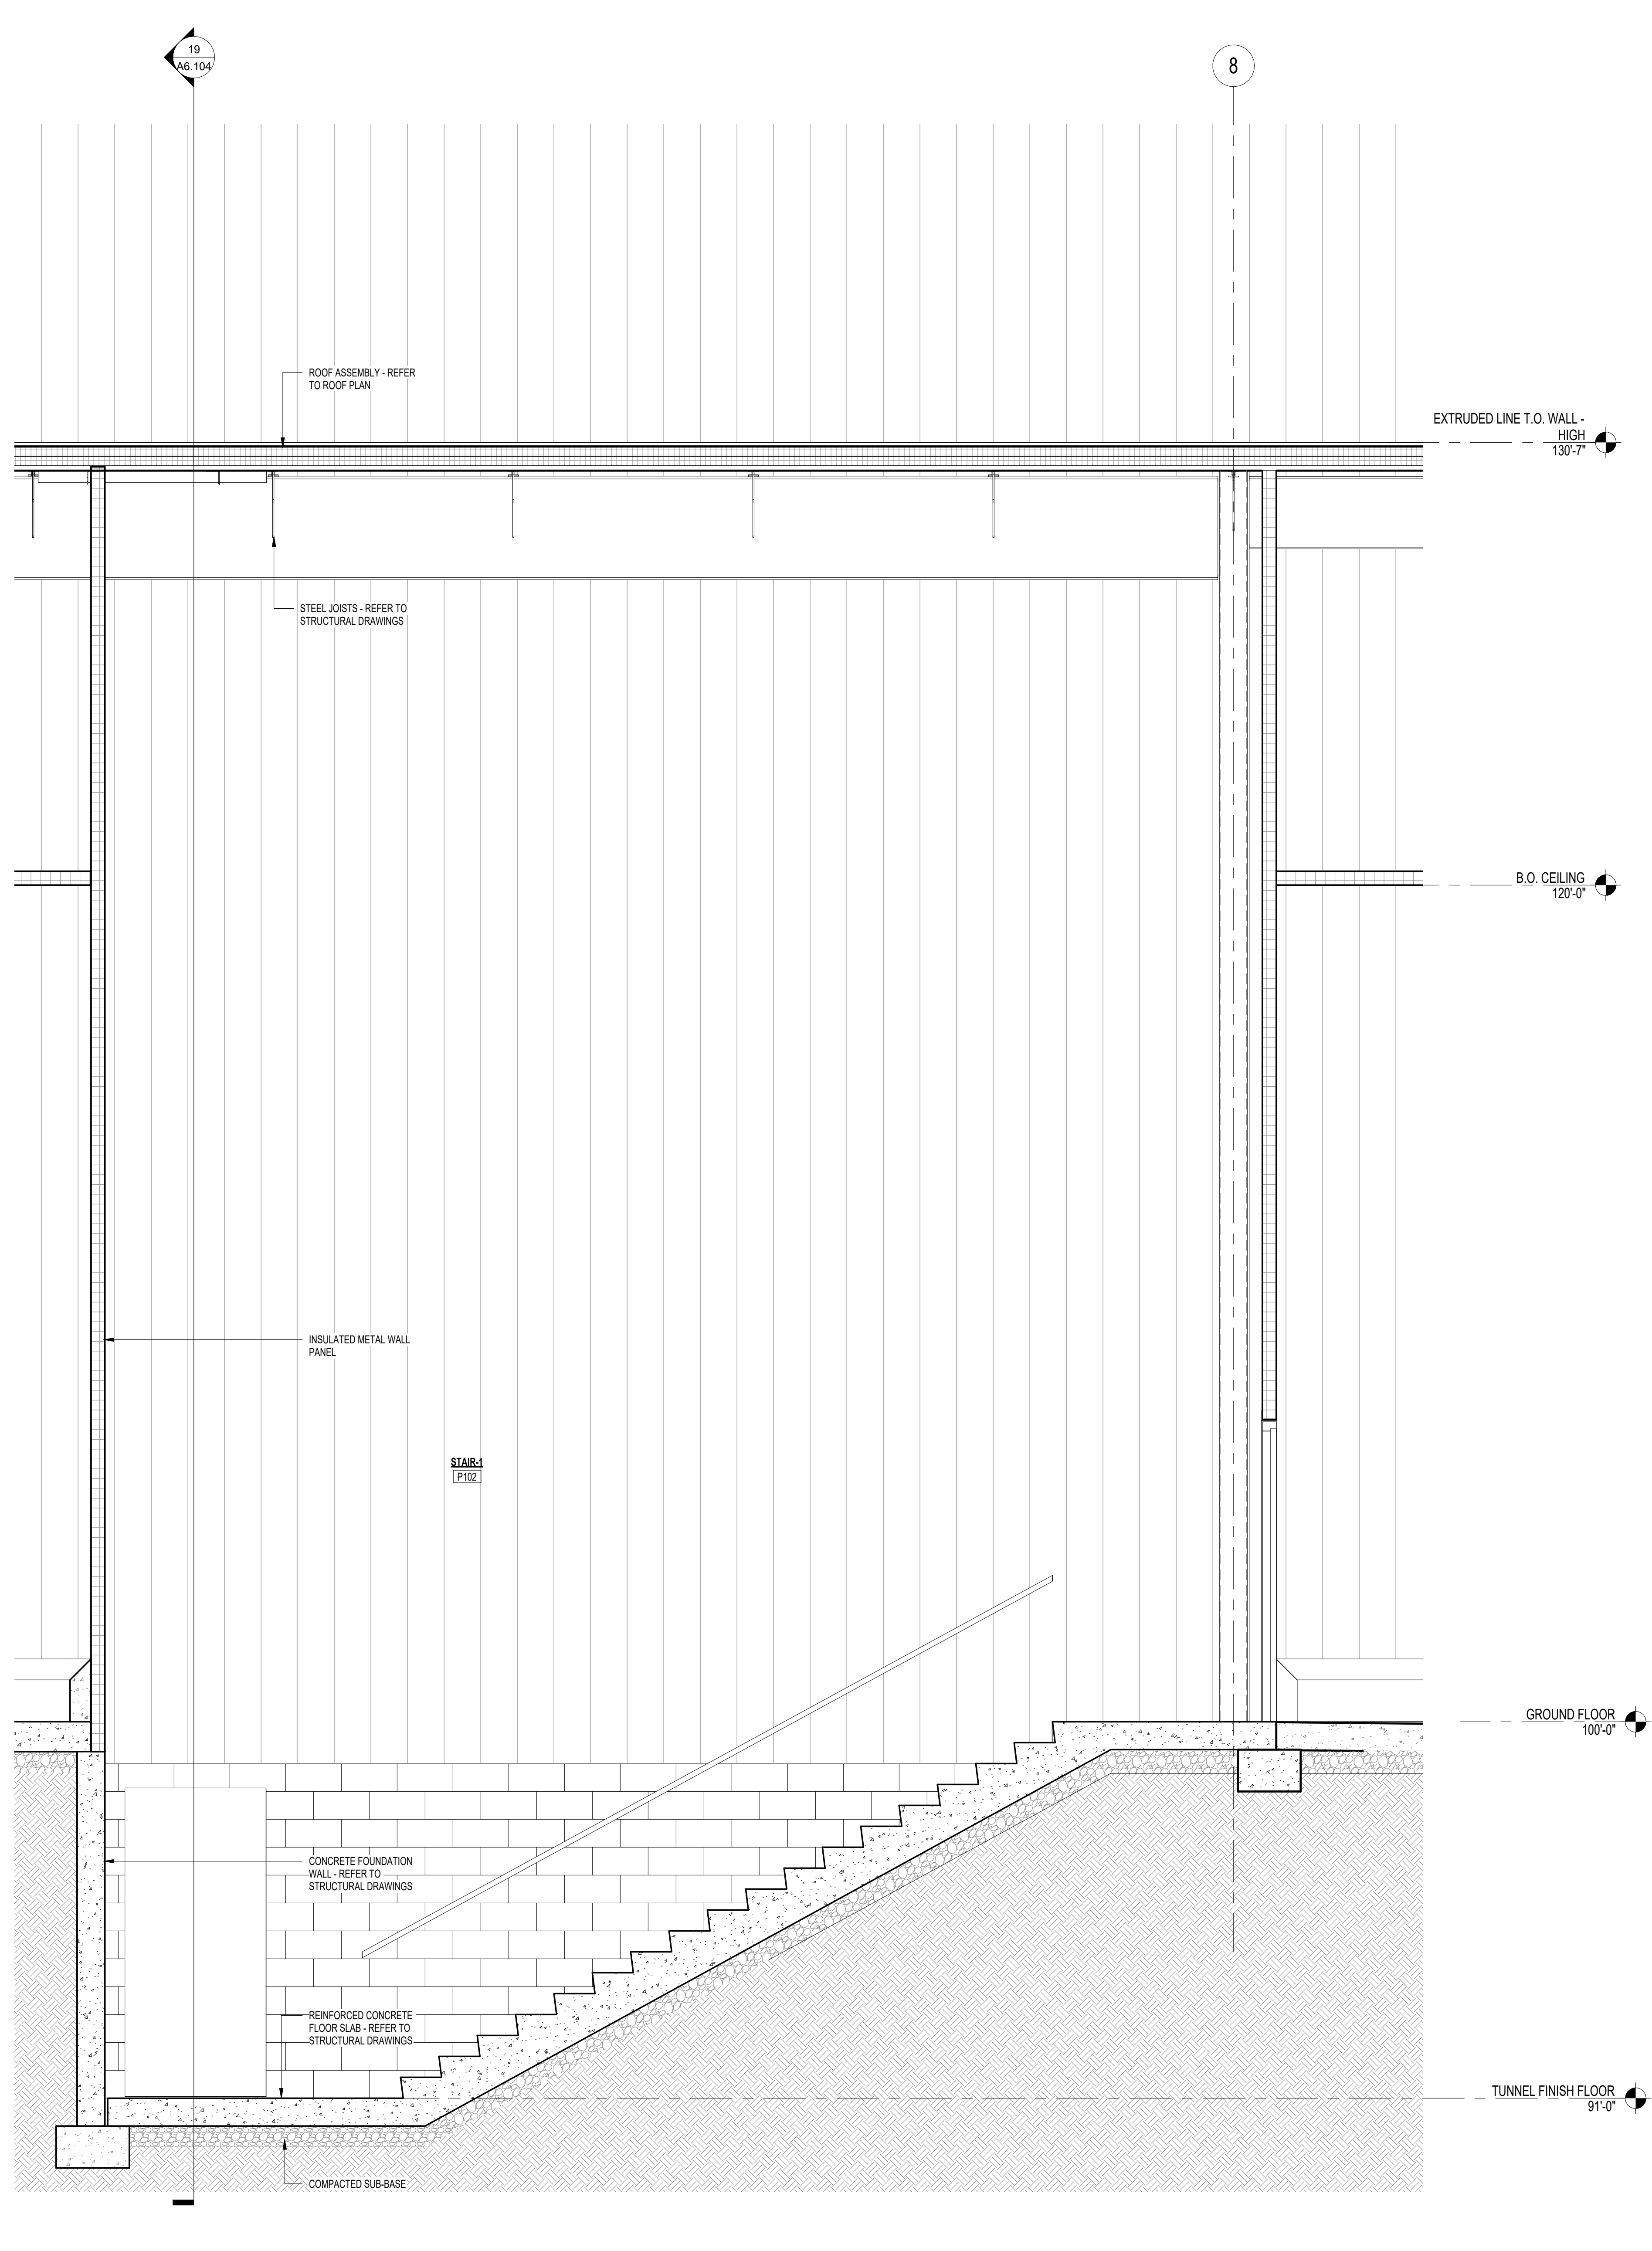 19
A6.104
8
ROOF ASSEMBLY - REFER
TO ROOF PLAN
EXTRUDED LINE T.O. WALL -
HIGH
130'-7"
STEEL JOISTS - REFER TO
STRUCTURAL DRAWINGS
B.O. CEILING
120'-0"
INSULATED METAL WALL
PANEL
STAIR-1
P102
GROUND FLOOR
100'-0"
CONCRETE FOUNDATION
WALL - REFER TO
STRUCTURAL DRAWINGS
REINFORCED CONCRETE
FLOOR SLAB - REFER TO
STRUCTURAL DRAWINGS
TUNNEL FINISH FLOOR
91'-0"
COMPACTED SUB-BASE